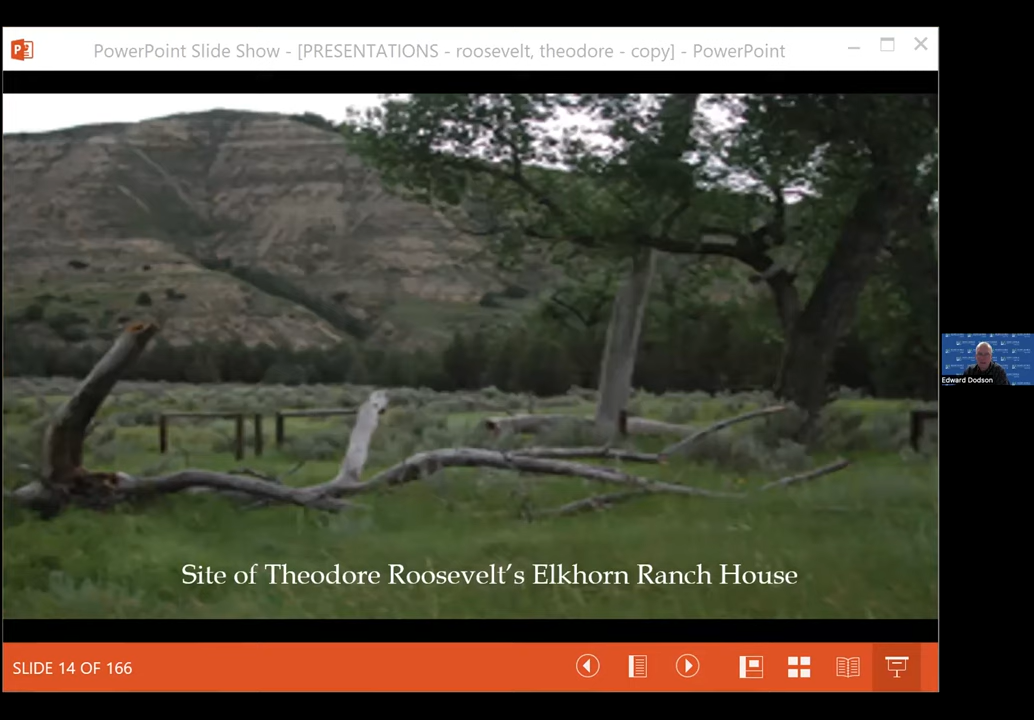 PowerPoint Slide Show - [PRESENTATIONS - roosevelt, theodore - copy] - PowerPoint
Edward Dodson
Site of Theodore Roosevelt’s Elkhorn Ranch House
SLIDE 14 OF 166